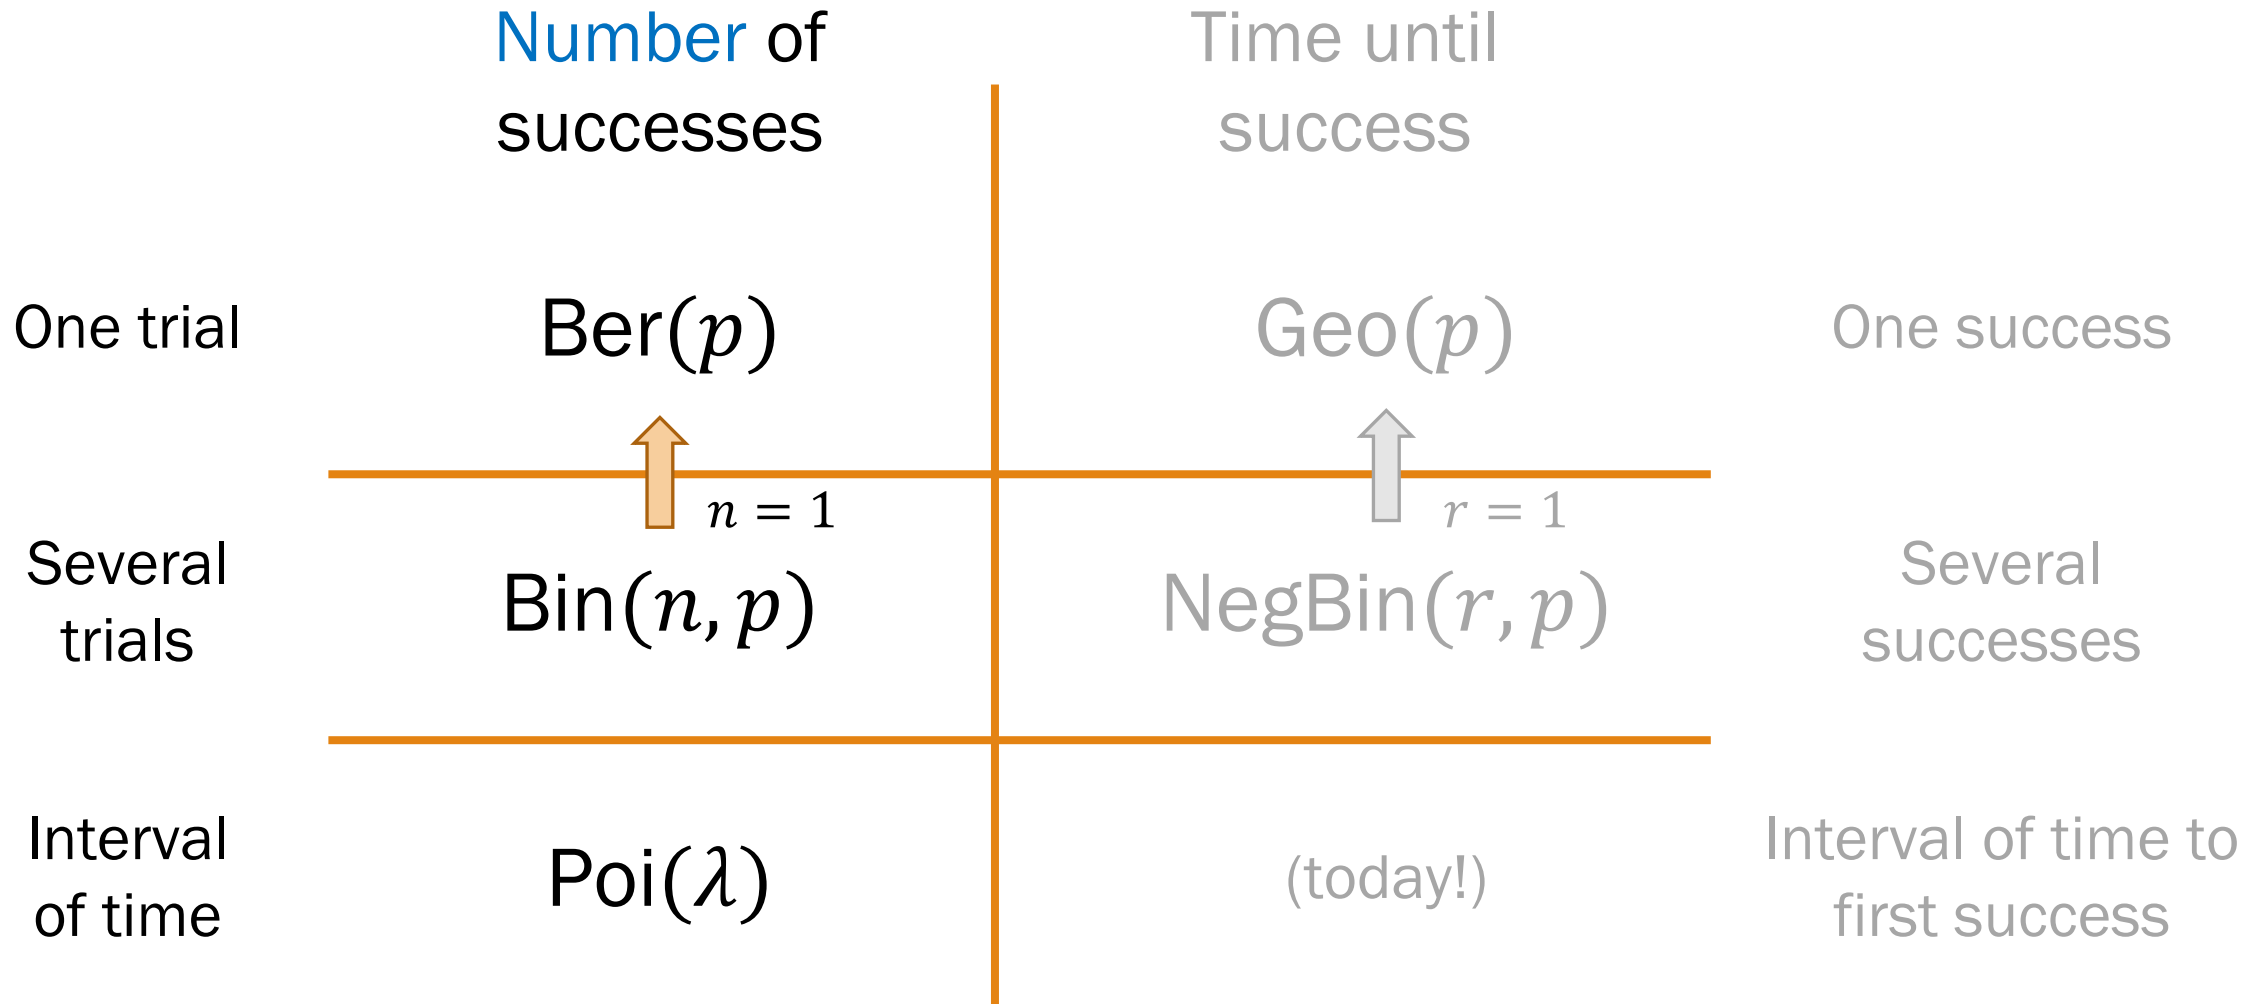 Number of
successes
Time until
success
One trial
Ber(p)
Geo(p)
One success
n = 1
r = 1
Several
trials
Bin(n, p)
NegBin(r, p)
Several
successes
Interval
of time
Poi(λ)
(today!)
Interval of time to
first success